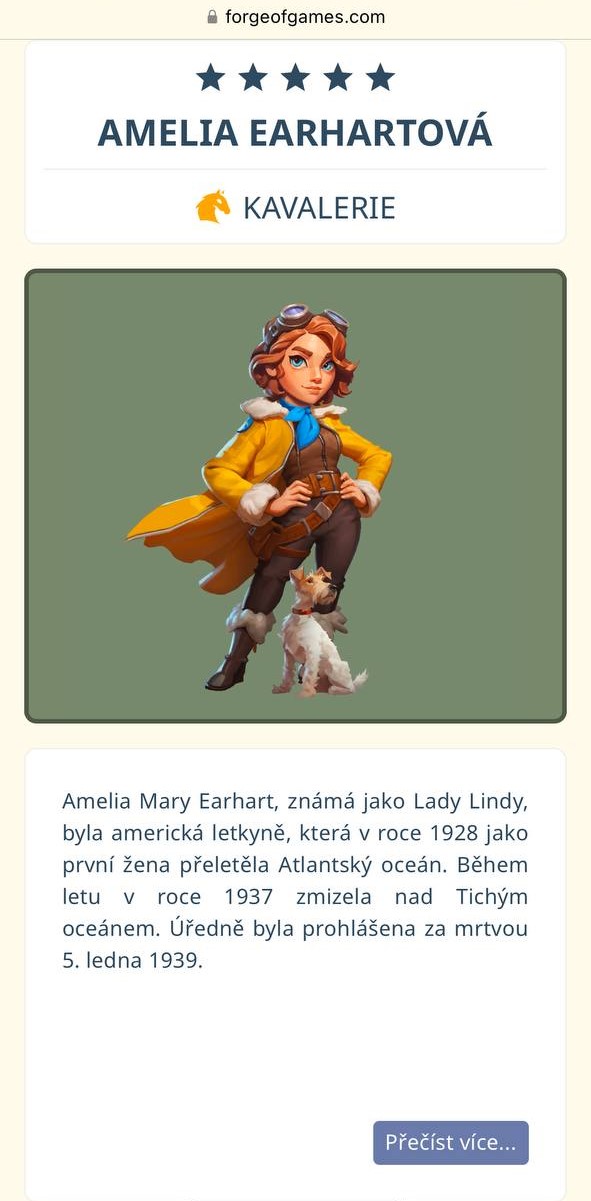 forgeofgames.com
AMELIA EARHARTOVÁ
KAVALERIE
Amelia Mary Earhart, známá jako Lady Lindy,
byla americká letkyně, která v roce 1928 jako
první žena přeletěla Atlantský oceán. Během
letu v roce 1937 zmizela nad Tichým
oceánem. Úředně byla prohlášena za mrtvou
5. ledna 1939.
Přečíst více...